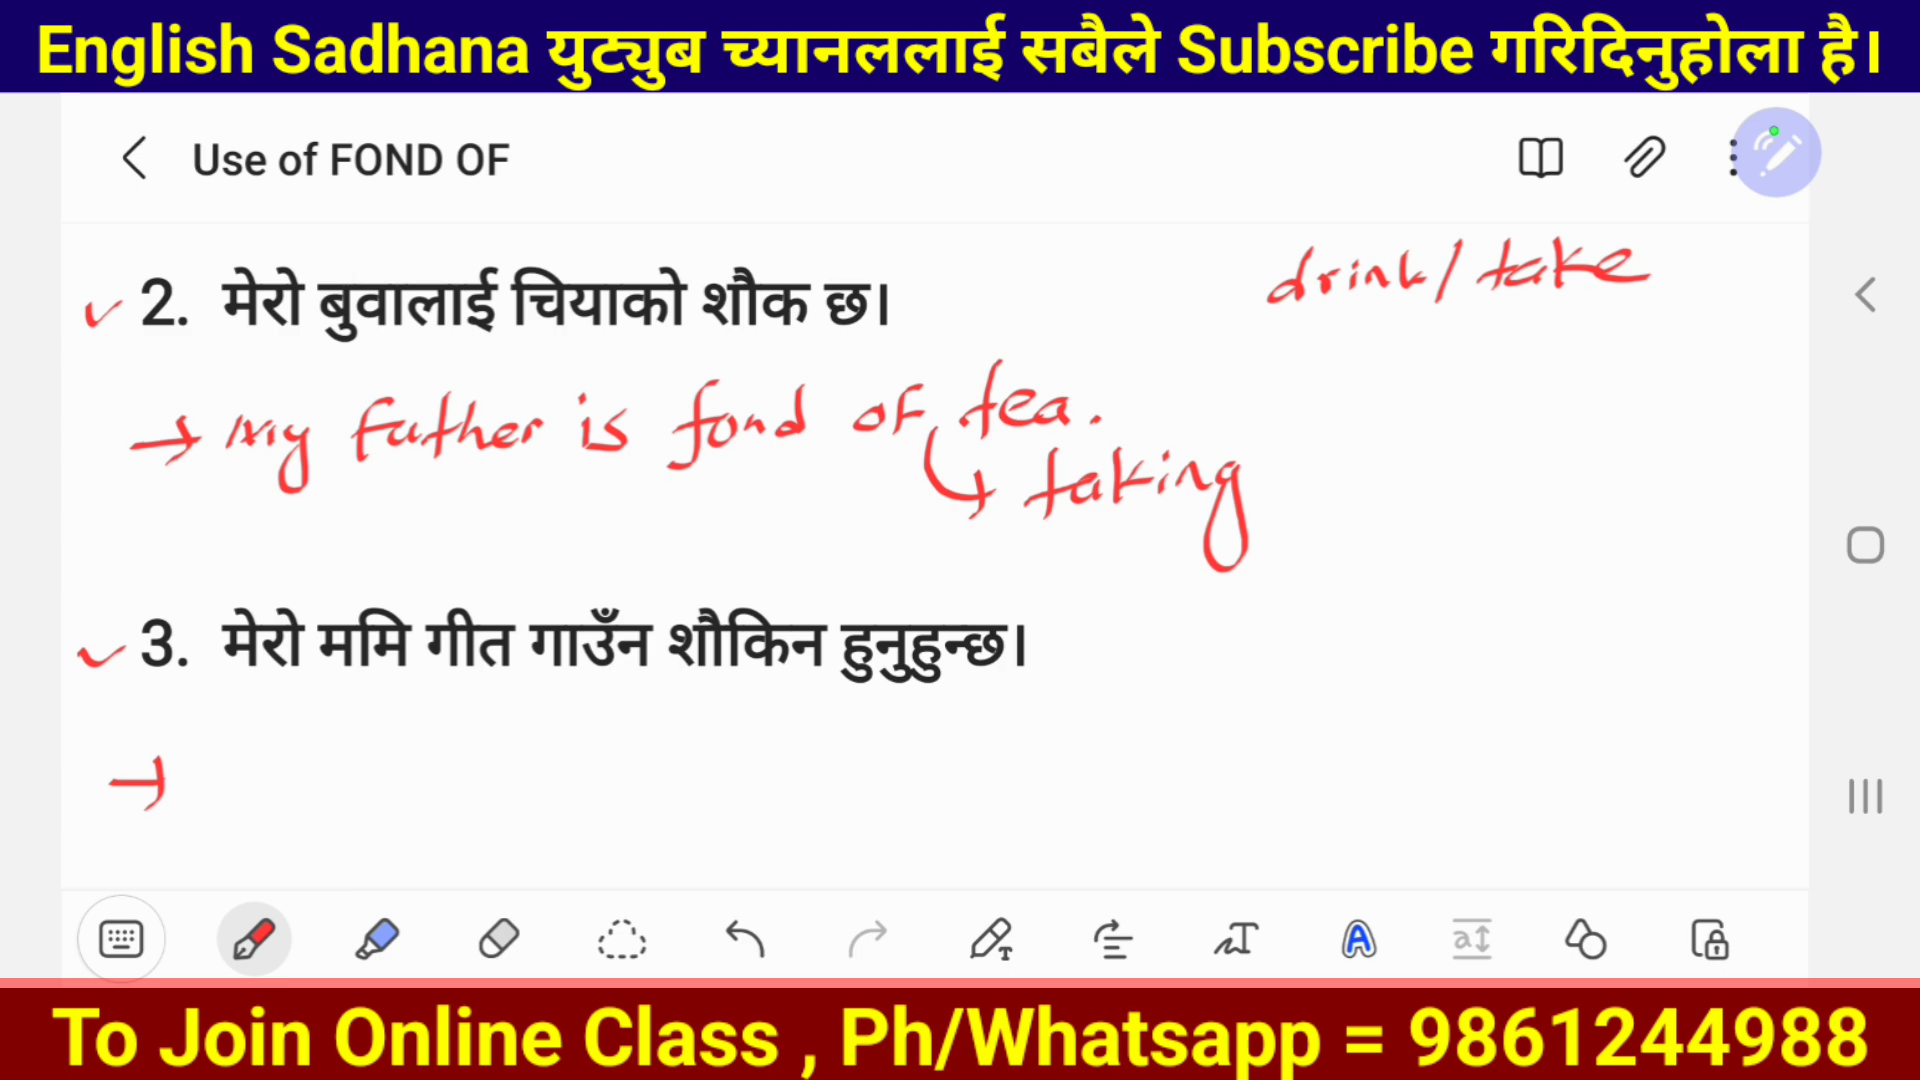 English Sadhana युट्युब च्यानललाई सबैले Subscribe गरिदिनुहोला है।
Use of FOND OF
drink/take
2. मेरो बुवालाई चियाको शौक छ।
→ My father is fond of tea.
taking
3. मेरो ममि गीत गाउँन शौकिन हुनुहुन्छ।
→
To Join Online Class , Ph/Whatsapp = 9861244988